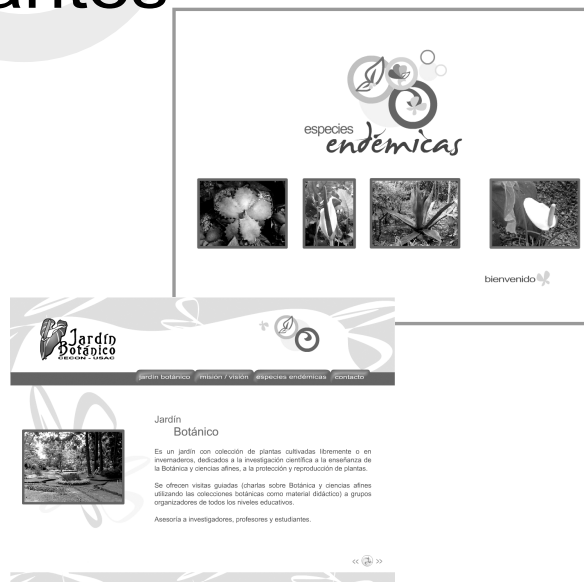 antes
especies
endémicas
bienvenido
Jardín
Botánico
CECON - USAC
jardín botánico misión / visión especies endémicas contacto
Jardín
Botánico
Es un jardín con colección de plantas cultivadas libremente o en
invernaderos, dedicados a la investigación científica a la enseñanza de
la Botánica y ciencias afines, a la protección y reproducción de plantas.
Se ofrecen visitas guiadas (charlas sobre Botánica y ciencias afines
utilizando las colecciones botánicas como material didáctico) a grupos
organizadores de todos los niveles educativos.
Asesoría a investigadores, profesores y estudiantes.
<< >>